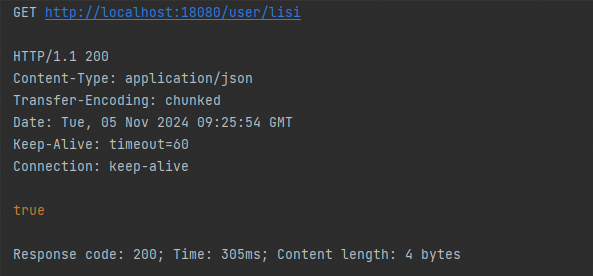 GET http://localhost:18080/user/lisi
HTTP/1.1 200
Content-Type: application/json
Transfer-Encoding: chunked
Date: Tue, 05 Nov 2024 09:25:54 GMT
Keep-Alive: timeout=60
Connection: keep-alive
true
Response code: 200; Time: 305ms; Content length: 4 bytes